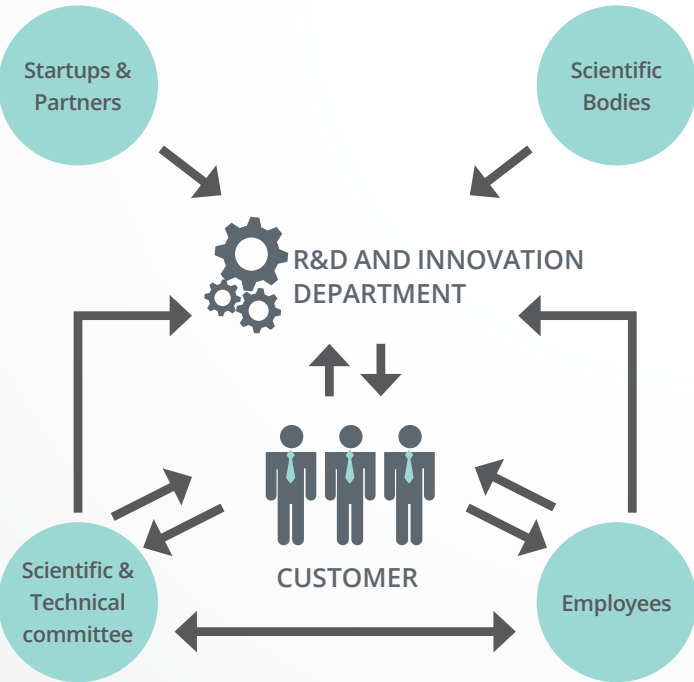 Startups &
Partners
Scientific
Bodies
R&D AND INNOVATION
DEPARTMENT
CUSTOMER
Scientific &
Technical
committee
Employees